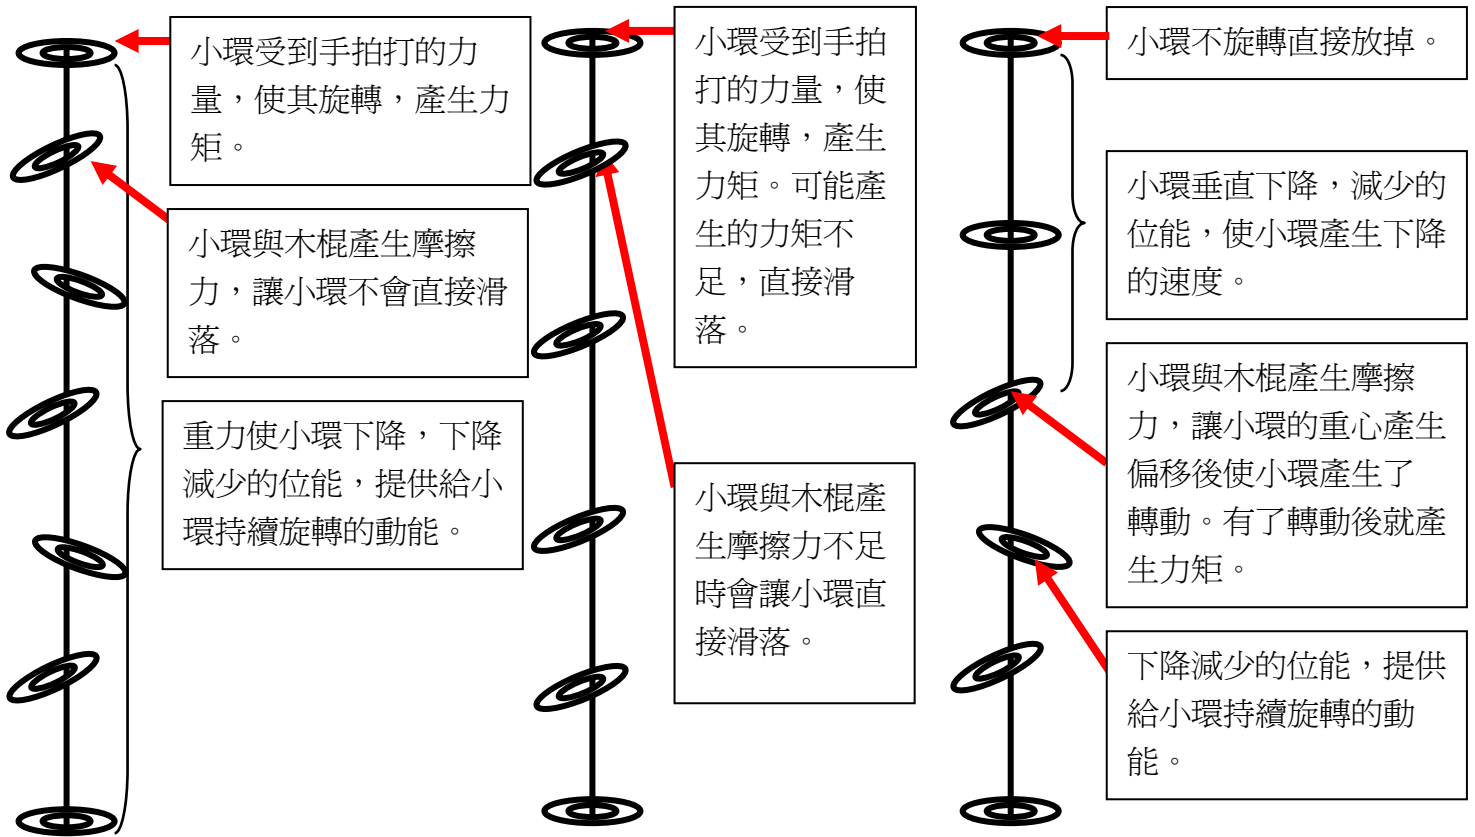 小環受到手拍打的力
量，使其旋轉，產生力
矩。
小環與木棍產生摩擦
力，讓小環不會直接滑
落。
重力使小環下降，下降
減少的位能，提供給小
環持續旋轉的動能。
小環受到手拍
打的力量，使
其旋轉，產生
力矩。可能產
生的力矩不
足，直接滑
落。
小環與木棍產
生摩擦力不足
時會讓小環直
接滑落。
小環不旋轉直接放掉。
小環垂直下降，減少的
位能，使小環產生下降
的速度。
小環與木棍產生摩擦
力，讓小環的重心產生
偏移後使小環產生了
轉動。有了轉動後就產
生力矩。
下降減少的位能，提供
給小環持續旋轉的動
能。